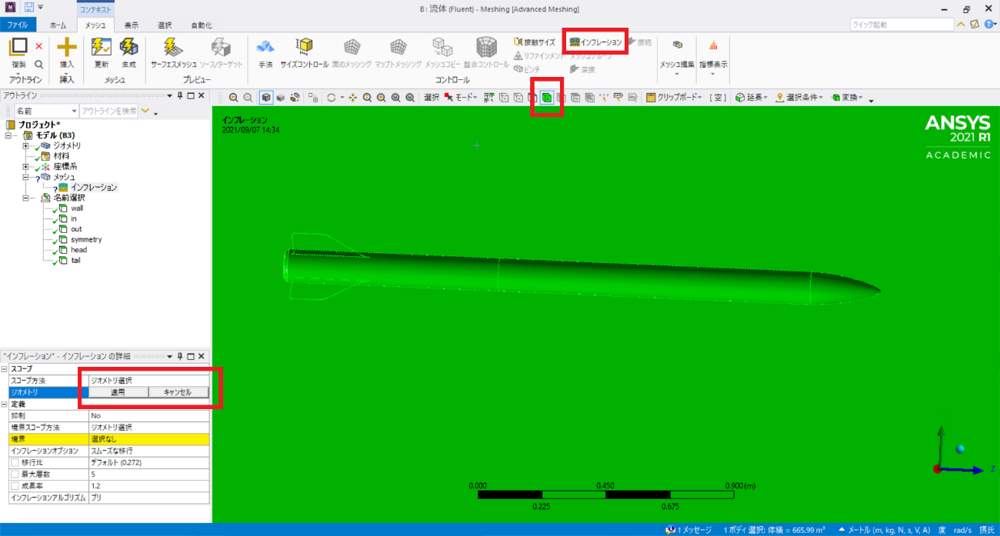 B : 流体 (Fluent) - Meshing [Advanced Meshing]
コンテキスト
ファイル ホーム メッシュ 表示 選択 自動化
クイック起動
複製
アウトライン
挿入
挿入
更新 生成
メッシュ
サーフェスメッシュ ソース/ターゲット
プレビュー
手法 サイズコントロール 面のメッシング マップトメッシング メッシュコピー 整合コントロール
接触サイズ インフレーション 接続
リファインメント メッシュグループ
ピンチ 溶接
コントロール
メッシュ編集 指標表示
アウトライン
名前 アウトラインを検索
選択 モード クリップボード [ 空 ] 延長 選択条件 変換
プロジェクト*
モデル (B3)
ジオメトリ
材料
座標系
メッシュ
インフレーション
名前選択
wall
in
out
symmetry
head
tail
インフレーション
2021/09/07 14:34
ANSYS
2021 R1
ACADEMIC
"インフレーション" - インフレーション の詳細
スコープ
スコープ方法 ジオメトリ選択
ジオメトリ 適用 キャンセル
定義
抑制 No
境界スコープ方法 ジオメトリ選択
境界 選択なし
インフレーションオプション スムーズな移行
移行比 デフォルト (0.272)
最大層数 5
成長率 1.2
インフレーションアルゴリズム プリ
0.000 0.450 0.900 (m)
0.225 0.675
Z
1 メッセージ 1 ボディ 選択: 体積 = 665.99 m³ メートル (m, kg, N, s, V, A) 度 rad/s 摂氏